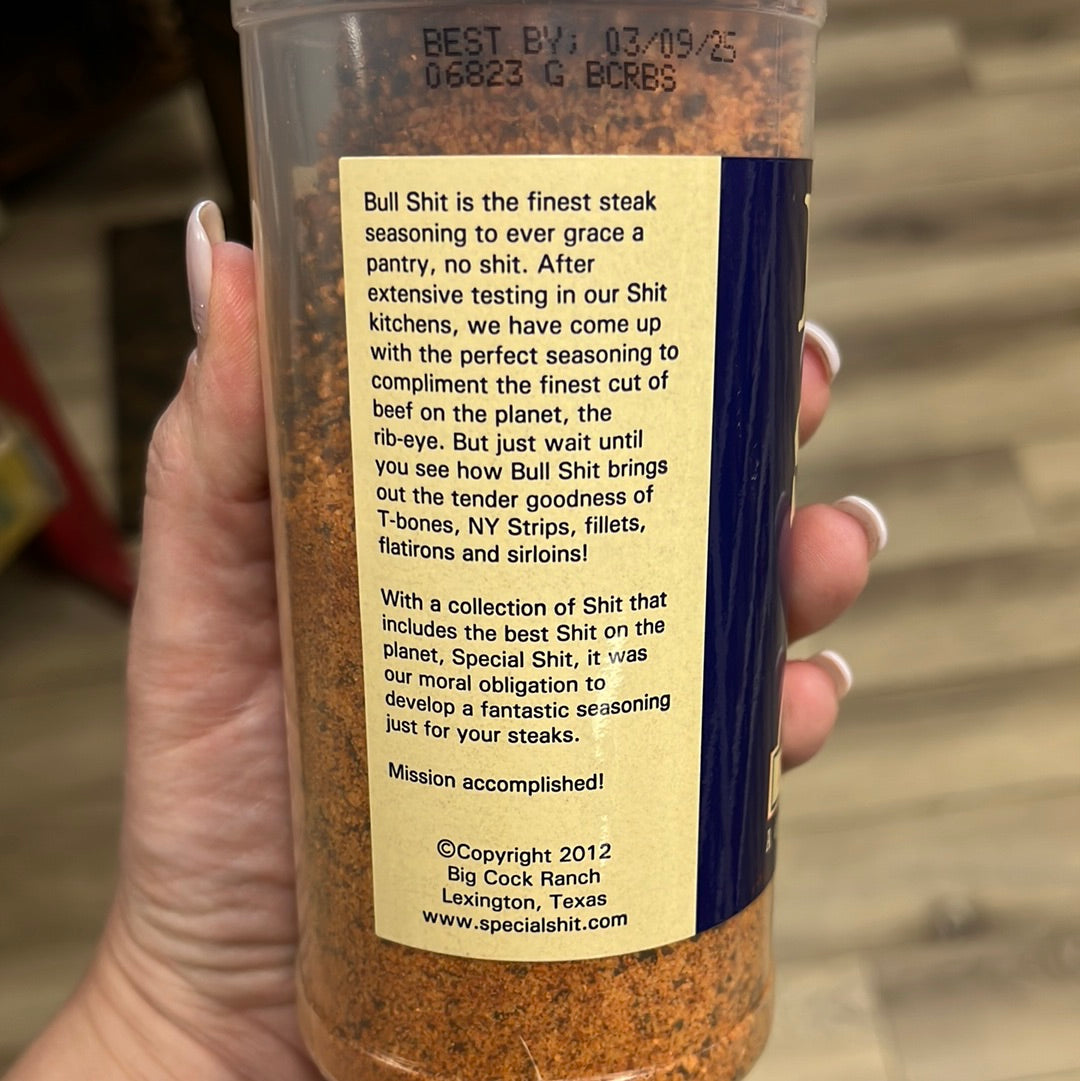 BEST BY: 03/09/25
06823 G BCRBS
Bull Shit is the finest steak
seasoning to ever grace a
pantry, no shit. After
extensive testing in our Shit
kitchens, we have come up
with the perfect seasoning to
compliment the finest cut of
beef on the planet, the
rib-eye. But just wait until
you see how Bull Shit brings
out the tender goodness of
T-bones, NY Strips, fillets,
flatirons and sirloins!
With a collection of Shit that
includes the best Shit on the
planet, Special Shit, it was
our moral obligation to
develop a fantastic seasoning
just for your steaks.
Mission accomplished!
©Copyright 2012
Big Cock Ranch
Lexington, Texas
www.specialshit.com